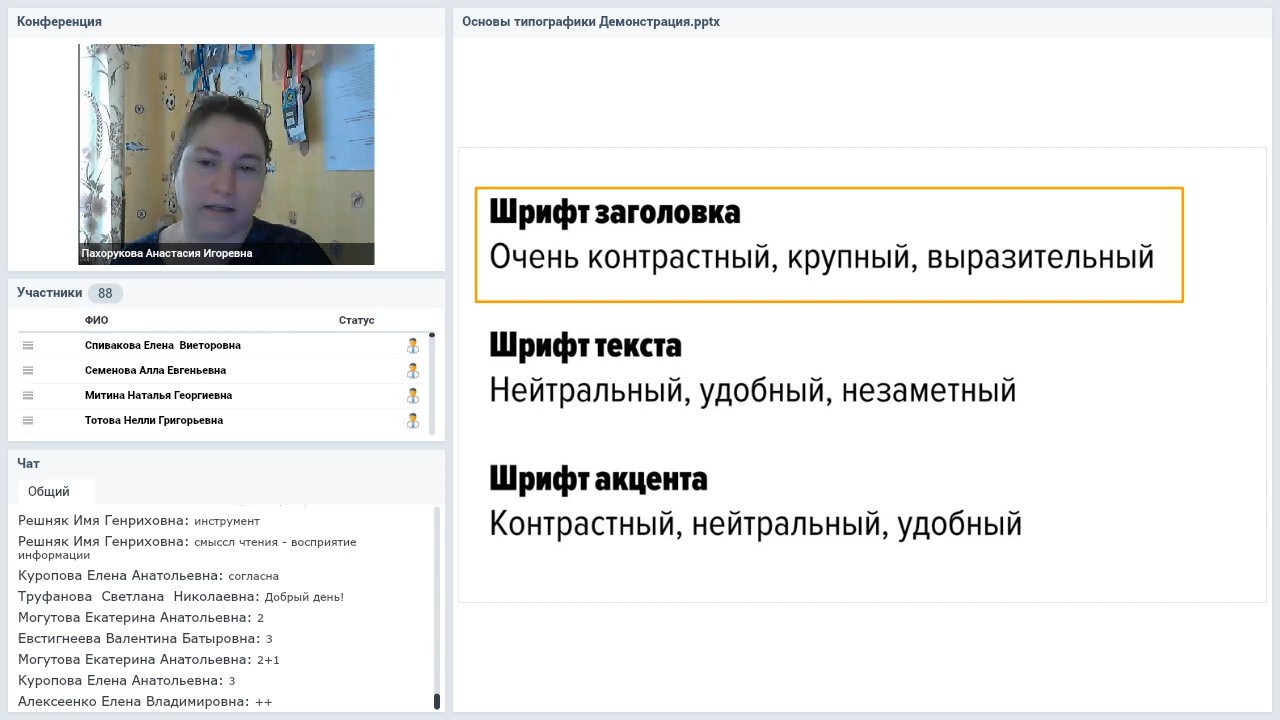 Конференция
Пахорукова Анастасия Игоревна
Участники 88
ФИО Статус
Спивакова Елена Виеторовна
Семенова Алла Евгеньевна
Митина Наталья Георгиевна
Тотова Нелли Григорьевна
Чат
Общий
Решняк Имя Генриховна: инструмент
Решняк Имя Генриховна: смыссл чтения - восприятие
информации
Куропова Елена Анатольевна: согласна
Труфанова Светлана Николаевна: Добрый день!
Могутова Екатерина Анатольевна: 2
Евстигнеева Валентина Батыровна: 3
Могутова Екатерина Анатольевна: 2+1
Куропова Елена Анатольевна: 3
Алексеенко Елена Владимировна: ++
Основы типографики Демонстрация.pptx
Шрифт заголовка
Очень контрастный, крупный, выразительный
Шрифт текста
Нейтральный, удобный, незаметный
Шрифт акцента
Контрастный, нейтральный, удобный